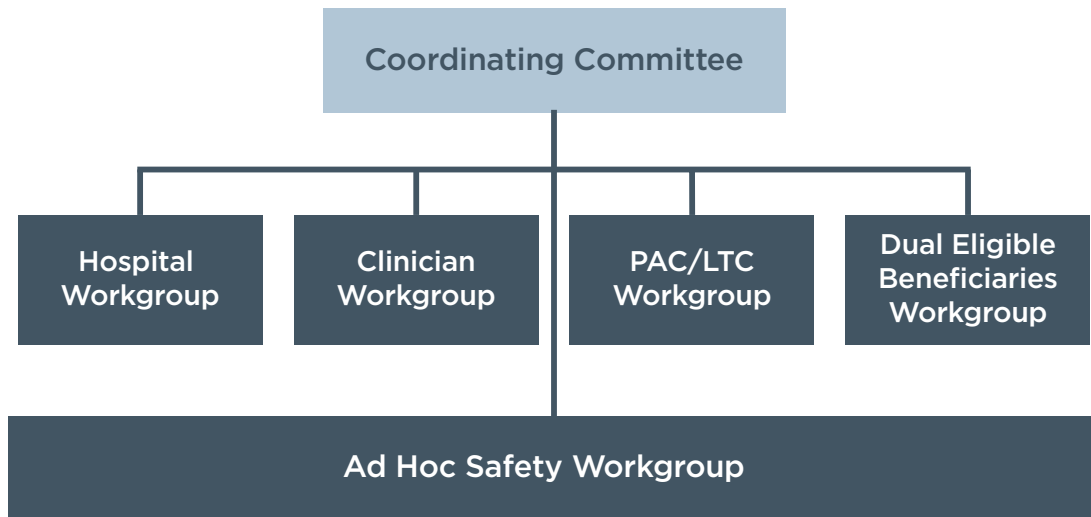 Coordinating Committee
Hospital
Workgroup
Clinician
Workgroup
PAC/LTC
Workgroup
Dual Eligible
Beneficiaries
Workgroup
Ad Hoc Safety Workgroup